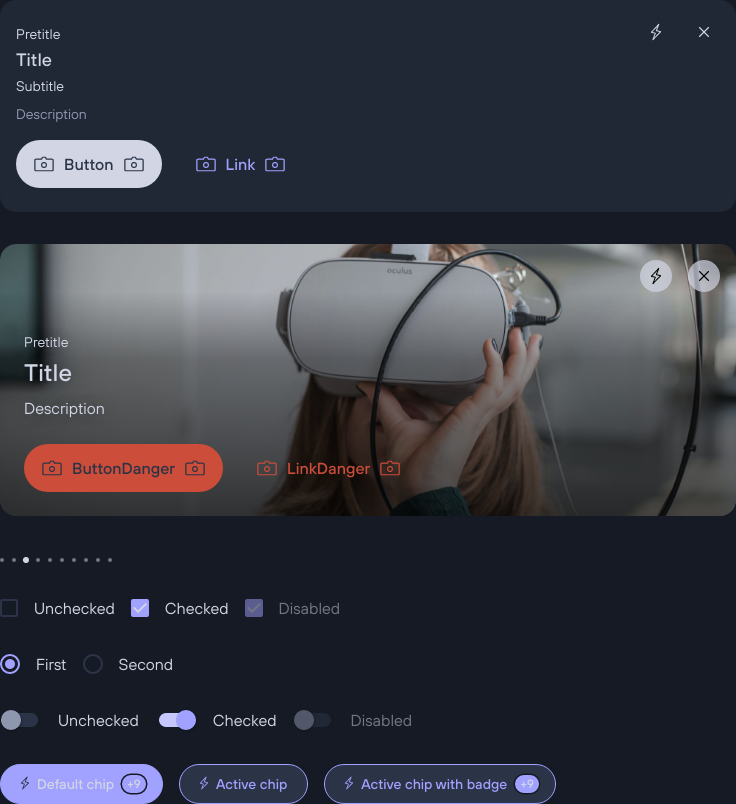 Pretitle
Title
Subtitle
Description
Button Link
oculus
Pretitle
Title
Description
ButtonDanger LinkDanger
Unchecked Checked Disabled
First Second
Unchecked Checked Disabled
Default chip +9 Active chip Active chip with badge +9